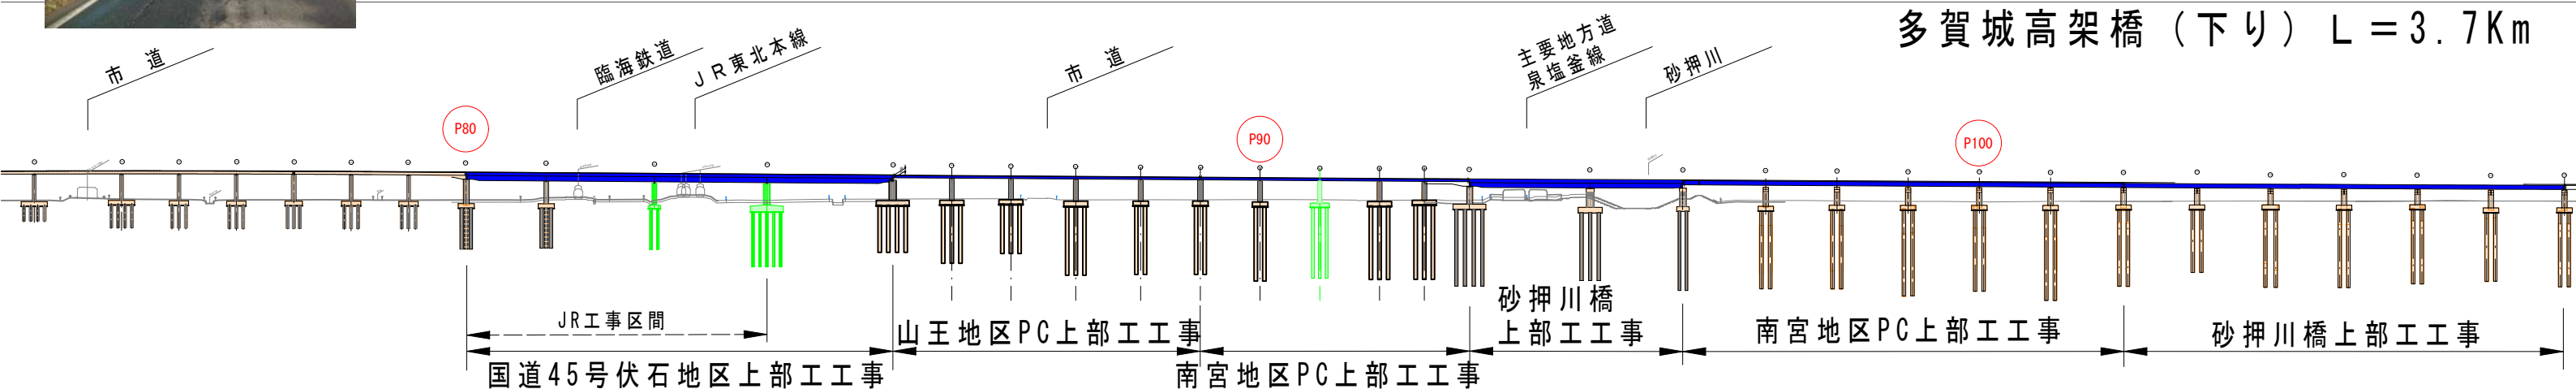 多賀城高架橋（下り）Ｌ＝3.7Km
市 道
臨海鉄道
ＪＲ東北本線
市 道
主要地方道
泉塩釜線
砂押川
P80
P90
P100
JR工事区間
国道45号伏石地区上部工工事
山王地区PC上部工工事
南宮地区PC上部工工事
砂押川橋
上部工工事
南宮地区PC上部工工事
砂押川橋上部工工事